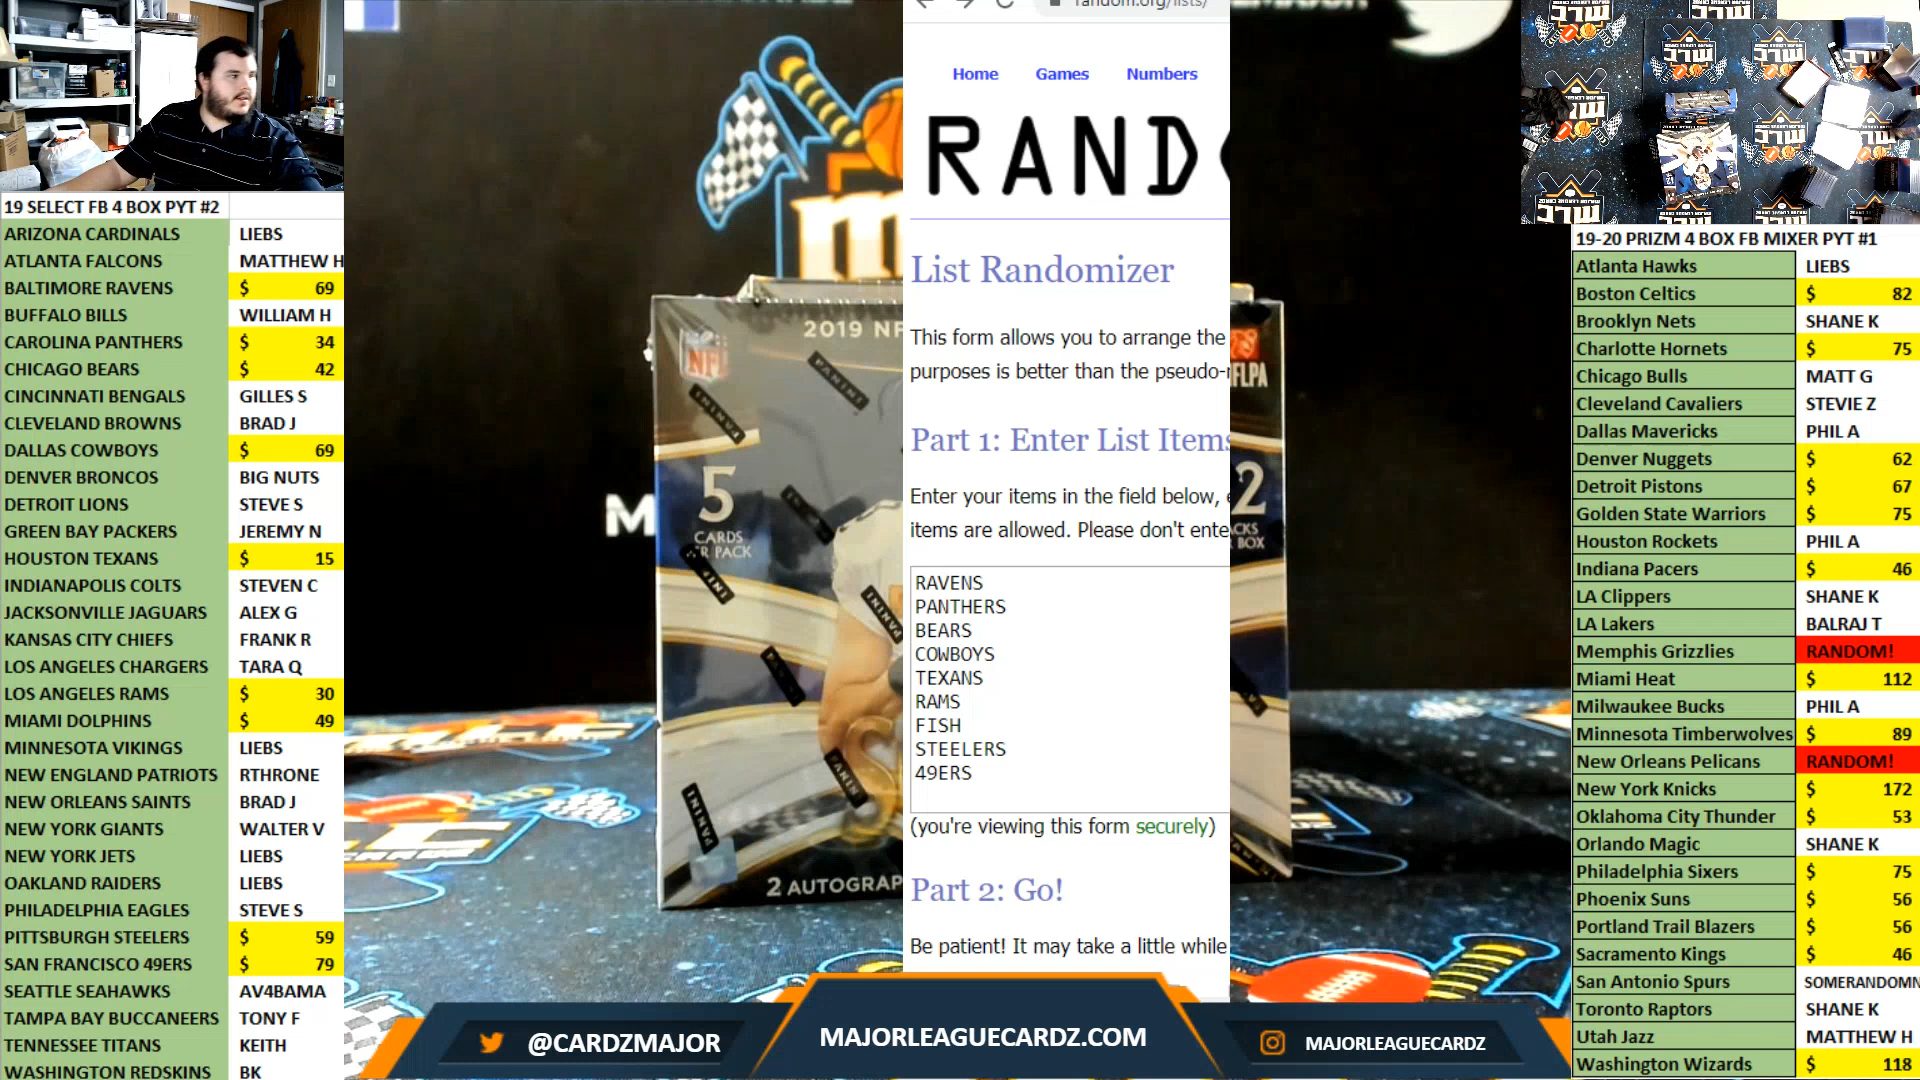 19 SELECT FB 4 BOX PYT #2
ARIZONA CARDINALS LIEBS
ATLANTA FALCONS MATTHEW H
BALTIMORE RAVENS $ 69
BUFFALO BILLS WILLIAM H
CAROLINA PANTHERS $ 34
CHICAGO BEARS $ 42
CINCINNATI BENGALS GILLES S
CLEVELAND BROWNS BRAD J
DALLAS COWBOYS $ 69
DENVER BRONCOS BIG NUTS
DETROIT LIONS STEVE S
GREEN BAY PACKERS JEREMY N
HOUSTON TEXANS $ 15
INDIANAPOLIS COLTS STEVEN C
JACKSONVILLE JAGUARS ALEX G
KANSAS CITY CHIEFS FRANK R
LOS ANGELES CHARGERS TARA Q
LOS ANGELES RAMS $ 30
MIAMI DOLPHINS $ 49
MINNESOTA VIKINGS LIEBS
NEW ENGLAND PATRIOTS RTHRONE
NEW ORLEANS SAINTS BRAD J
NEW YORK GIANTS WALTER V
NEW YORK JETS LIEBS
OAKLAND RAIDERS LIEBS
PHILADELPHIA EAGLES STEVE S
PITTSBURGH STEELERS $ 59
SAN FRANCISCO 49ERS $ 79
SEATTLE SEAHAWKS AV4BAMA
TAMPA BAY BUCCANEERS TONY F
TENNESSEE TITANS KEITH
WASHINGTON REDSKINS BK
2019 NF
NFL
5
CARDS
PER PACK
PANINI
PANINI
PANINI
PANINI
PANINI
2 AUTOGRAP
random.org/lists/
Home Games Numbers
RANDO
List Randomizer
This form allows you to arrange the
purposes is better than the pseudo-r
Part 1: Enter List Items
Enter your items in the field below, e
items are allowed. Please don't ente
RAVENS
PANTHERS
BEARS
COWBOYS
TEXANS
RAMS
FISH
STEELERS
49ERS
(you're viewing this form securely)
Part 2: Go!
Be patient! It may take a little while
FLPA
2
CKS
BOX
@CARDZMAJOR
MAJORLEAGUECARDZ.COM
MAJORLEAGUECARDZ
19-20 PRIZM 4 BOX FB MIXER PYT #1
Atlanta Hawks LIEBS
Boston Celtics $ 82
Brooklyn Nets SHANE K
Charlotte Hornets $ 75
Chicago Bulls MATT G
Cleveland Cavaliers STEVIE Z
Dallas Mavericks PHIL A
Denver Nuggets $ 62
Detroit Pistons $ 67
Golden State Warriors $ 75
Houston Rockets PHIL A
Indiana Pacers $ 46
LA Clippers SHANE K
LA Lakers BALRAJ T
Memphis Grizzlies RANDOM!
Miami Heat $ 112
Milwaukee Bucks PHIL A
Minnesota Timberwolves $ 89
New Orleans Pelicans RANDOM!
New York Knicks $ 172
Oklahoma City Thunder $ 53
Orlando Magic SHANE K
Philadelphia Sixers $ 75
Phoenix Suns $ 56
Portland Trail Blazers $ 56
Sacramento Kings $ 46
San Antonio Spurs SOMERANDOMN
Toronto Raptors SHANE K
Utah Jazz MATTHEW H
Washington Wizards $ 118